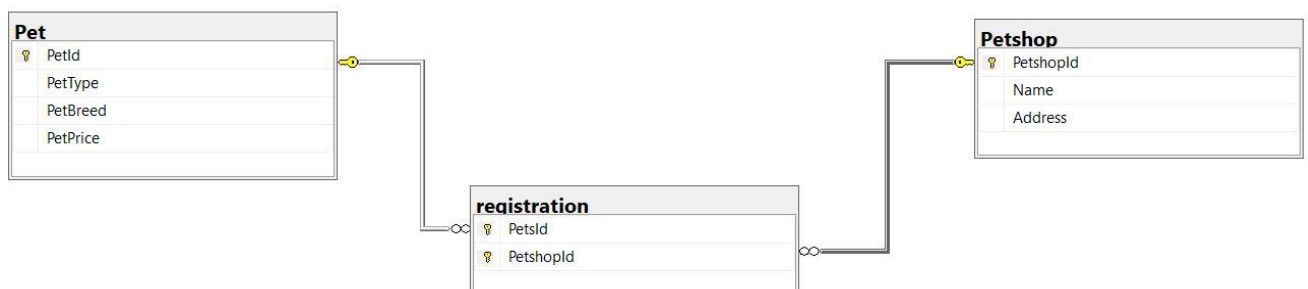 Pet
PetId
PetType
PetBreed
PetPrice
Petshop
PetshopId
Name
Address
registration
PetsId
PetshopId